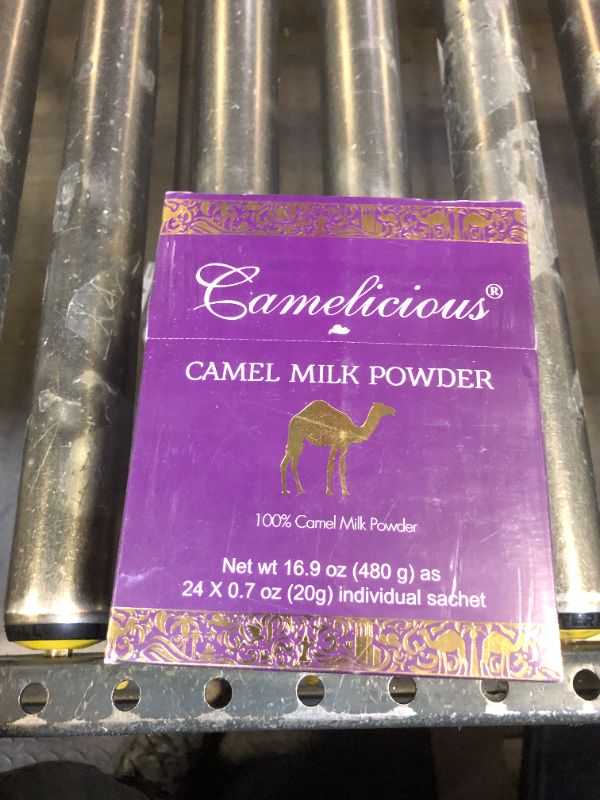 Camelicious®
CAMEL MILK POWDER
100% Camel Milk Powder
Net wt 16.9 oz (480 g) as
24 X 0.7 oz (20g) individual sachet